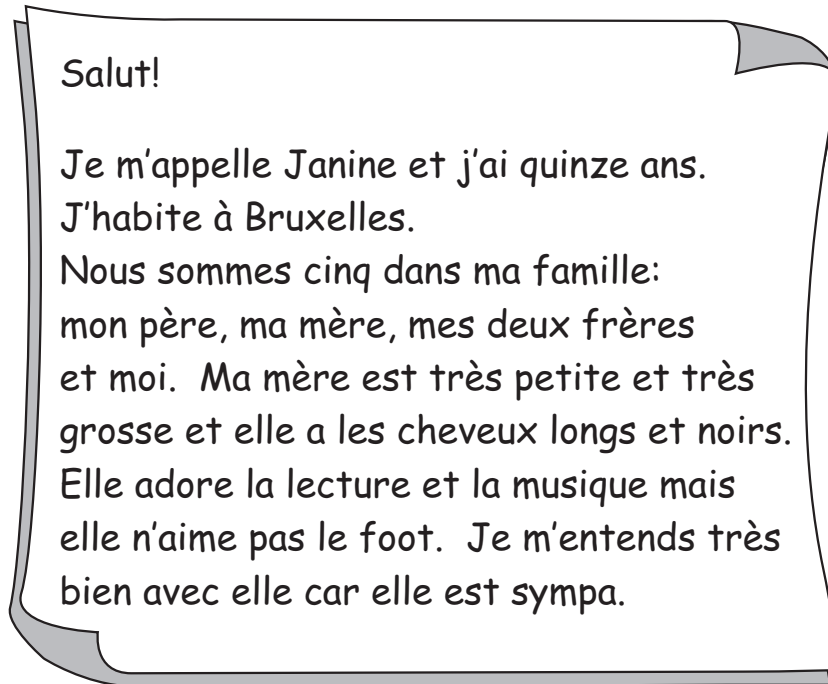 Salut!
Je m'appelle Janine et j'ai quinze ans.
J'habite à Bruxelles.
Nous sommes cinq dans ma famille:
mon père, ma mère, mes deux frères
et moi.  Ma mère est très petite et très
grosse et elle a les cheveux longs et noirs.
Elle adore la lecture et la musique mais
elle n'aime pas le foot.  Je m'entends très
bien avec elle car elle est sympa.